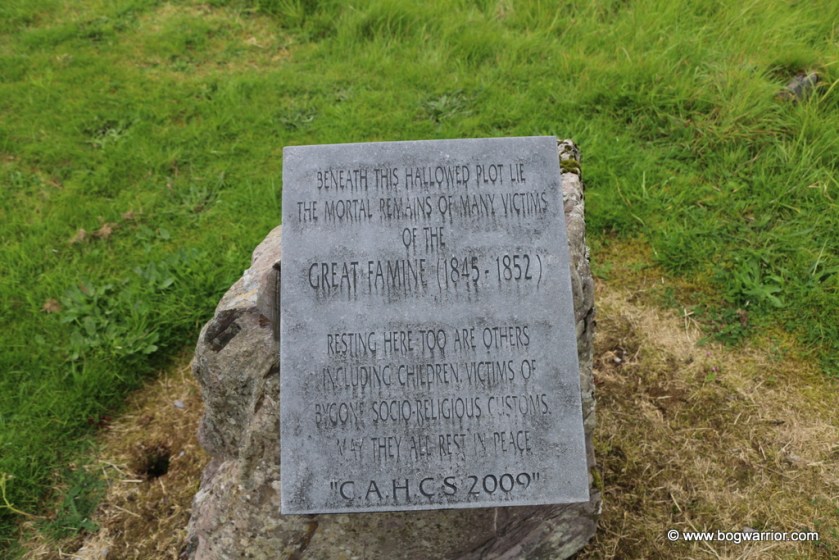 BENEATH THIS HALLOWED PLOT LIE
THE MORTAL REMAINS OF MANY VICTIMS
OF THE
GREAT FAMINE (1845 - 1852)
RESTING HERE TOO ARE OTHERS
INCLUDING CHILDREN, VICTIMS OF
BYGONE SOCIO-RELIGIOUS CUSTOMS.
MAY THEY ALL REST IN PEACE.
"C.A.H.C.S 2009"
© www.bogwarrior.com